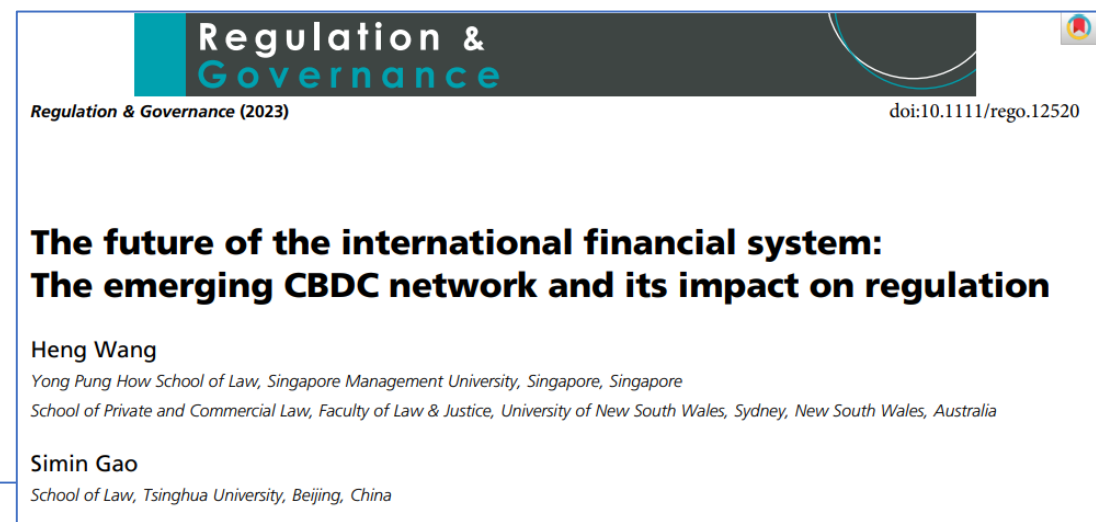 Regulation &
Governance
Regulation & Governance (2023)
doi:10.1111/rego.12520
The future of the international financial system:
The emerging CBDC network and its impact on regulation
Heng Wang
Yong Pung How School of Law, Singapore Management University, Singapore, Singapore
School of Private and Commercial Law, Faculty of Law & Justice, University of New South Wales, Sydney, New South Wales, Australia
Simin Gao
School of Law, Tsinghua University, Beijing, China